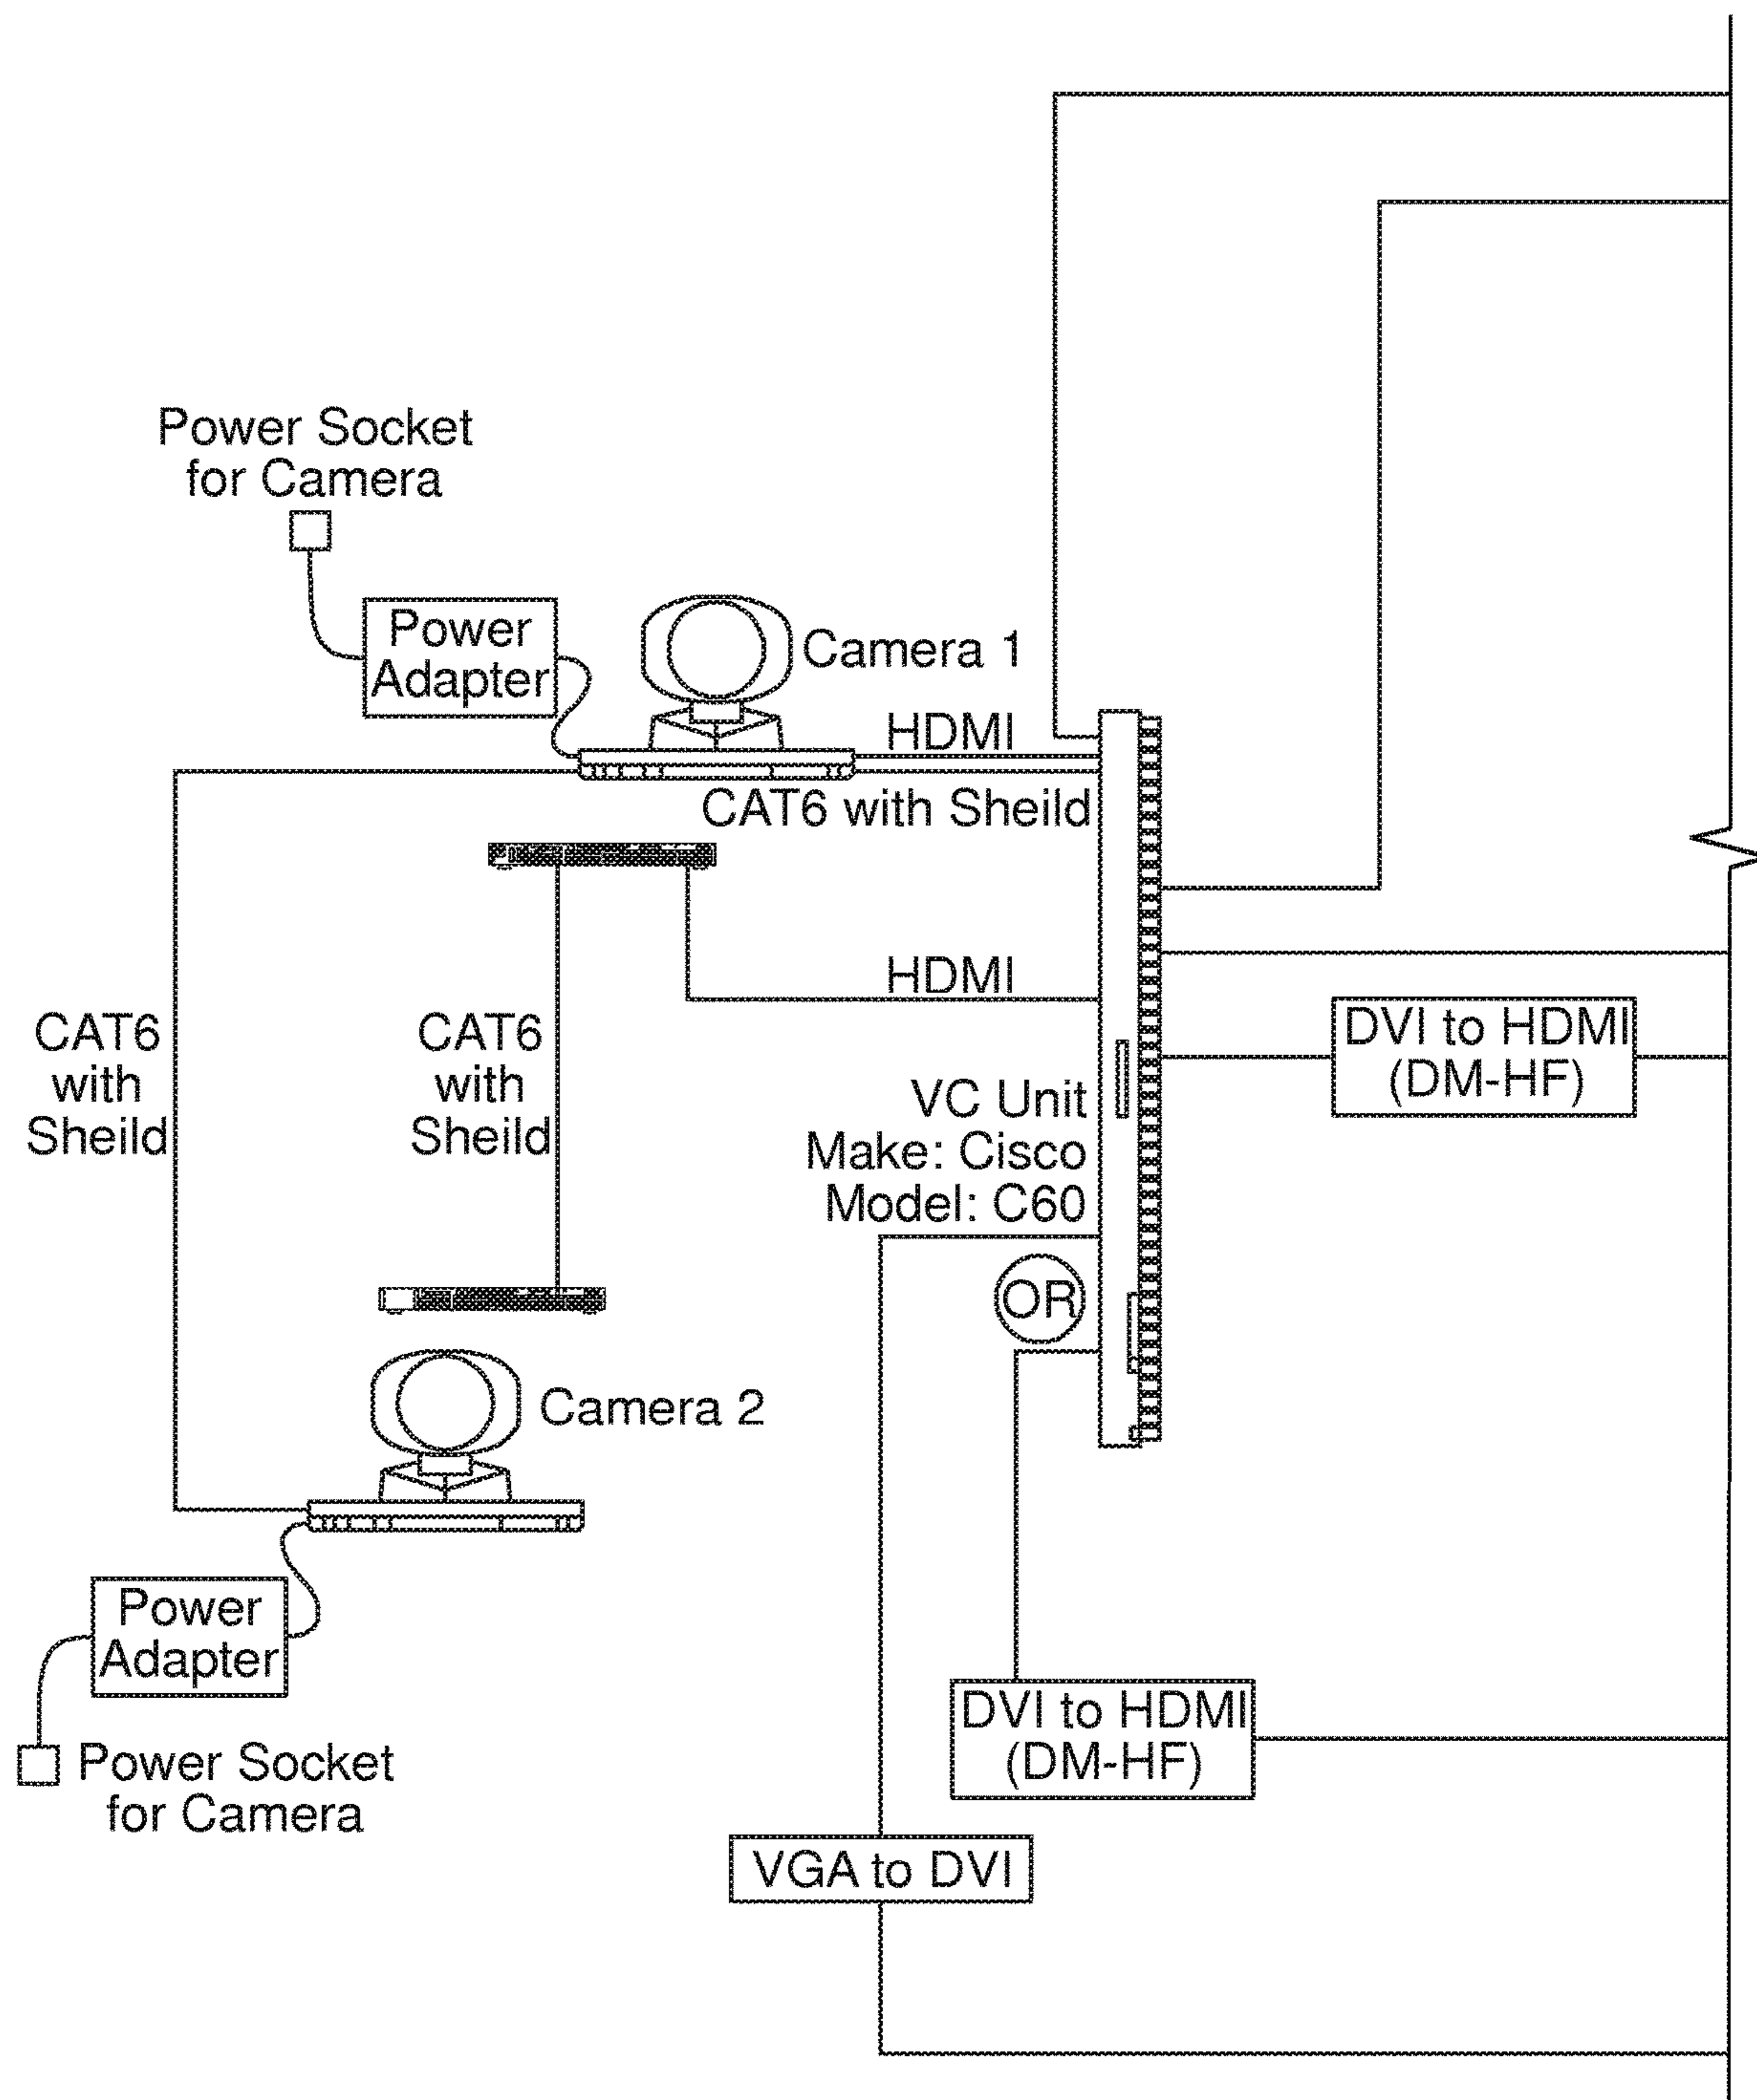 Power Socket
for Camera
Power
Adapter
Camera 1
HDMI
CAT6 with Sheild
HDMI
CAT6
with
Sheild
CAT6
with
Sheild
DVI to HDMI
(DM-HF)
VC Unit
Make: Cisco
Model: C60
OR
Camera 2
Power
Adapter
Power Socket
for Camera
DVI to HDMI
(DM-HF)
VGA to DVI